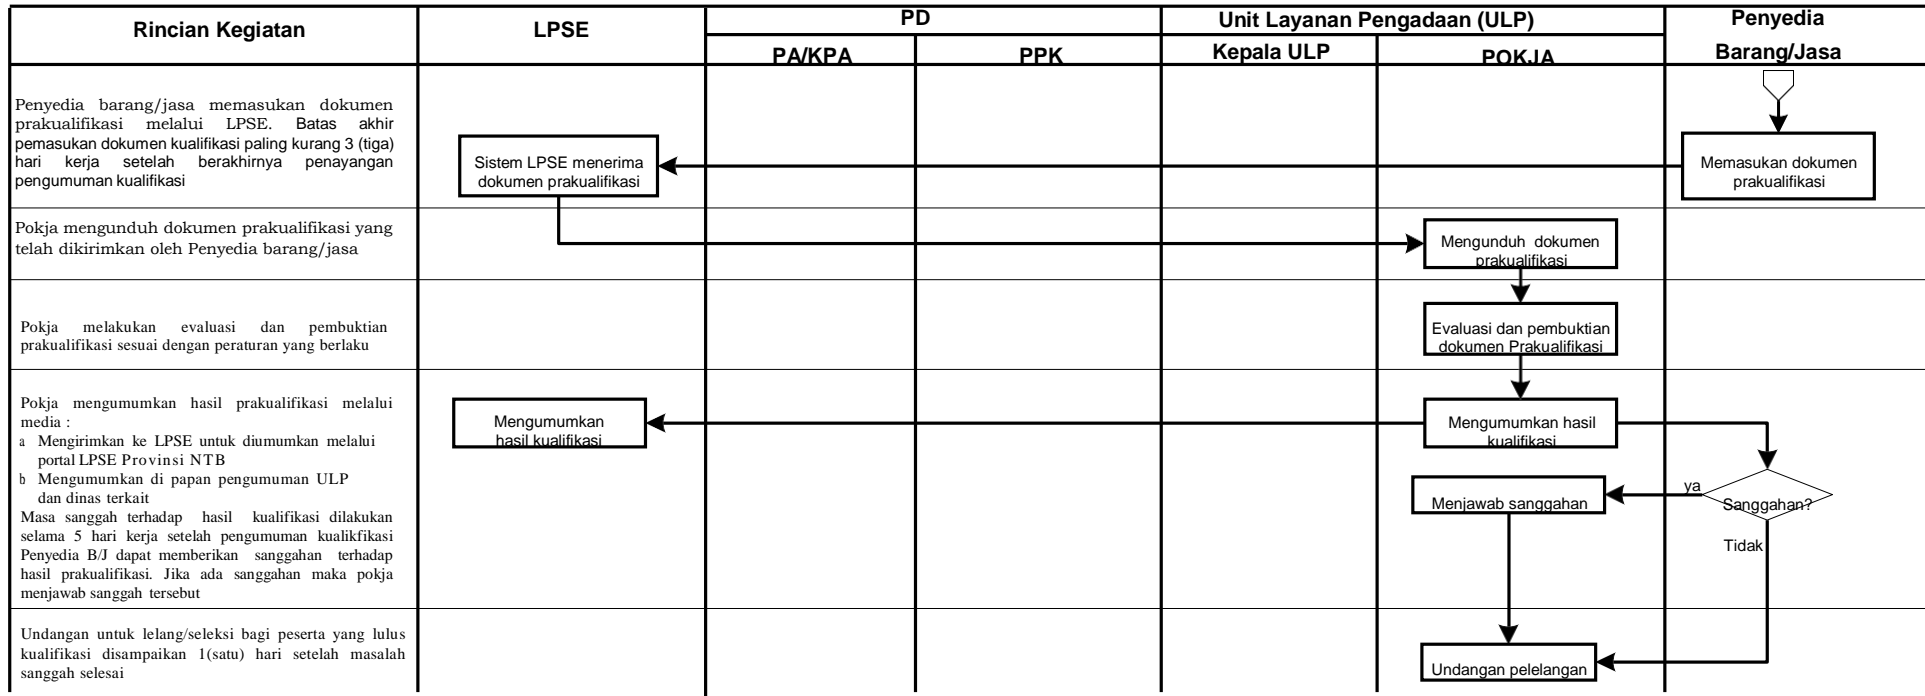 Rincian Kegiatan
LPSE
PD
Unit Layanan Pengadaan (ULP)
Penyedia
Barang/Jasa
PA/KPA
PPK
Kepala ULP
POKJA
Penyedia barang/jasa memasukan dokumen
prakualifikasi melalui LPSE. Batas akhir
pemasukan dokumen kualifikasi paling kurang 3 (tiga)
hari kerja setelah berakhirnya penayangan
pengumuman kualifikasi
Sistem LPSE menerima
dokumen prakualifikasi
Memasukan dokumen
prakualifikasi
Pokja mengunduh dokumen prakualifikasi yang
telah dikirimkan oleh Penyedia barang/jasa
Mengunduh dokumen
prakualifikasi
Pokja melakukan evaluasi dan pembuktian
prakualifikasi sesuai dengan peraturan yang berlaku
Evaluasi dan pembuktian
dokumen Prakualifikasi
Pokja mengumumkan hasil prakualifikasi melalui
media :
a Mengirimkan ke LPSE untuk diumumkan melalui
portal LPSE Provinsi NTB
b Mengumumkan di papan pengumuman ULP
dan dinas terkait
Masa sanggah terhadap hasil kualifikasi dilakukan
selama 5 hari kerja setelah pengumuman kualikfikasi
Penyedia B/J dapat memberikan sanggahan terhadap
hasil prakualifikasi. Jika ada sanggahan maka pokja
menjawab sanggah tersebut
Mengumumkan
hasil kualifikasi
Mengumumkan hasil
kualifikasi
Menjawab sanggahan
ya
Sanggahan?
Tidak
Undangan untuk lelang/seleksi bagi peserta yang lulus
kualifikasi disampaikan 1(satu) hari setelah masalah
sanggah selesai
Undangan pelelangan